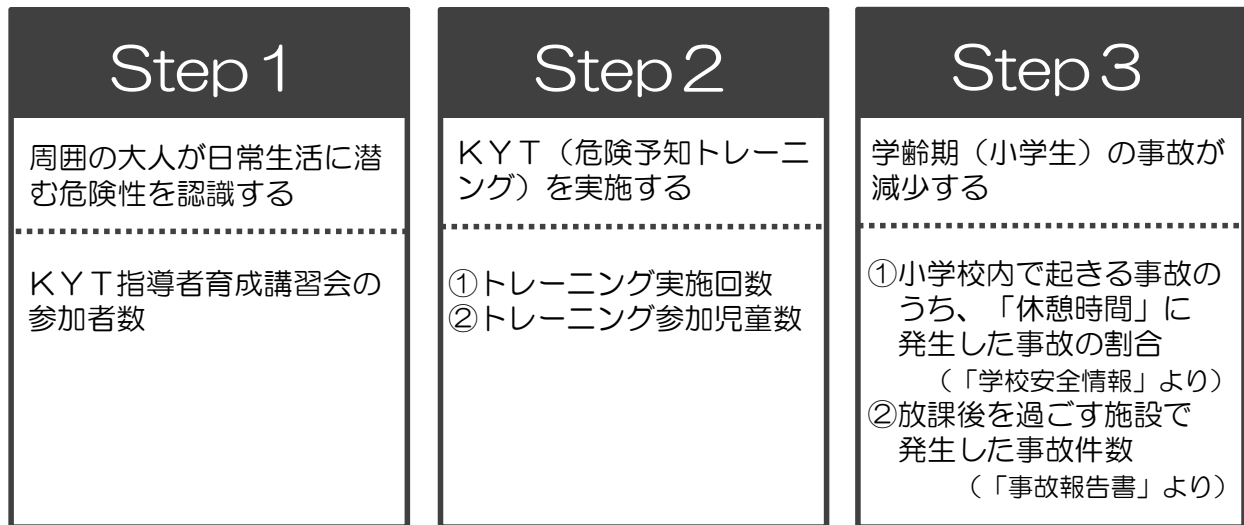 Step1
周囲の大人が日常生活に潜
む危険性を認識する
KYT指導者育成講習会の
参加者数
Step2
KYT(危険予知トレーニ
ング)を実施する
①トレーニング実施回数
②トレーニング参加児童数
Step3
学齢期(小学生)の事故が
減少する
①小学校内で起きる事故の
うち、「休憩時間」に
発生した事故の割合
(「学校安全情報」より)
②放課後を過ごす施設で
発生した事故件数
(「事故報告書」より)